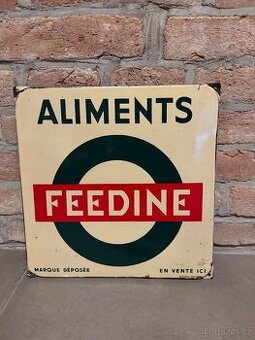 ALIMENTS
FEEDINE
MARQUE DÉPOSÉE
EN VENTE ICI